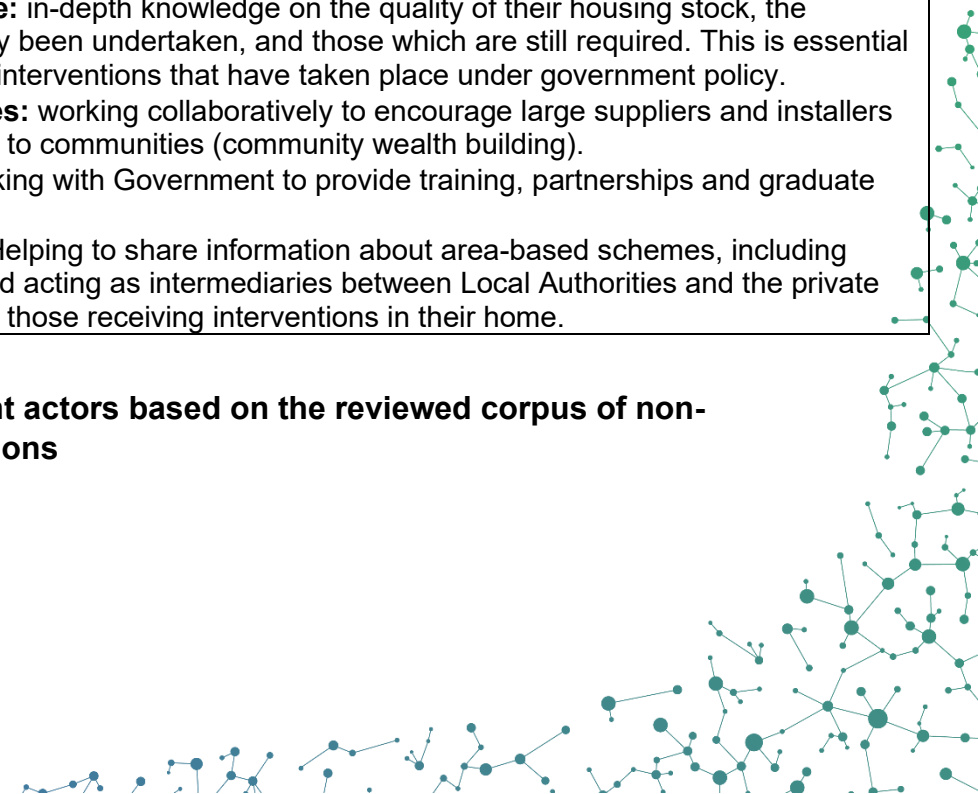 e: in-depth knowledge on the quality of their housing stock, the
y been undertaken, and those which are still required. This is essential
interventions that have taken place under government policy.
es: working collaboratively to encourage large suppliers and installers
to communities (community wealth building).
king with Government to provide training, partnerships and graduate
Helping to share information about area-based schemes, including
d acting as intermediaries between Local Authorities and the private
those receiving interventions in their home.
nt actors based on the reviewed corpus of non-
ons